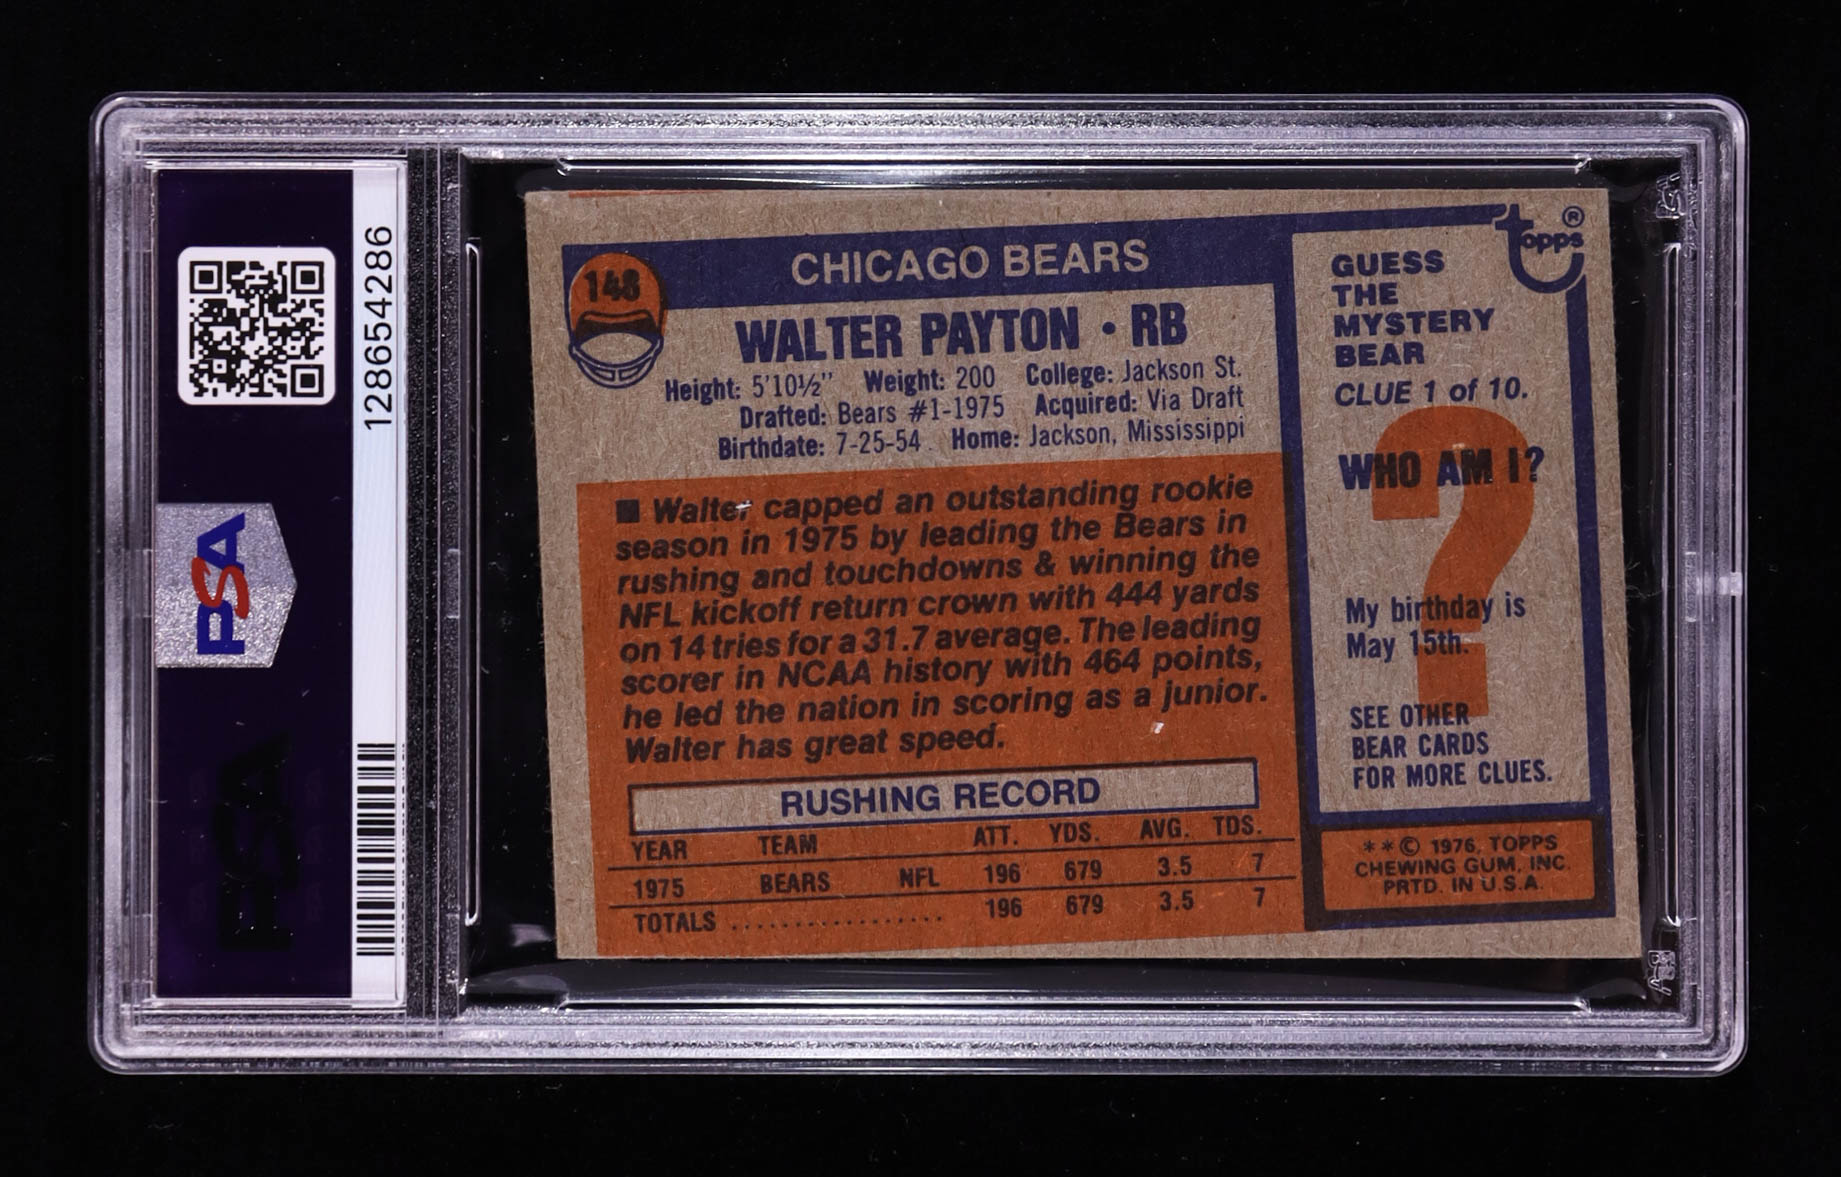 128654286
PSA
PSA
148
CHICAGO BEARS
WALTER PAYTON • RB
Height: 5'10½" Weight: 200 College: Jackson St.
Drafted: Bears #1-1975 Acquired: Via Draft
Birthdate: 7-25-54 Home: Jackson, Mississippi
■ Walter capped an outstanding rookie
season in 1975 by leading the Bears in
rushing and touchdowns & winning the
NFL kickoff return crown with 444 yards
on 14 tries for a 31.7 average. The leading
scorer in NCAA history with 464 points,
he led the nation in scoring as a junior.
Walter has great speed.
RUSHING RECORD
YEAR TEAM ATT. YDS. AVG. TDS.
1975 BEARS NFL 196 679 3.5 7
TOTALS ................ 196 679 3.5 7
topps ®
GUESS
THE
MYSTERY
BEAR
CLUE 1 of 10.
WHO AM I?
?
My birthday is
May 15th.
SEE OTHER
BEAR CARDS
FOR MORE CLUES.
**© 1976, TOPPS
CHEWING GUM, INC.
PRTD. IN U.S.A.